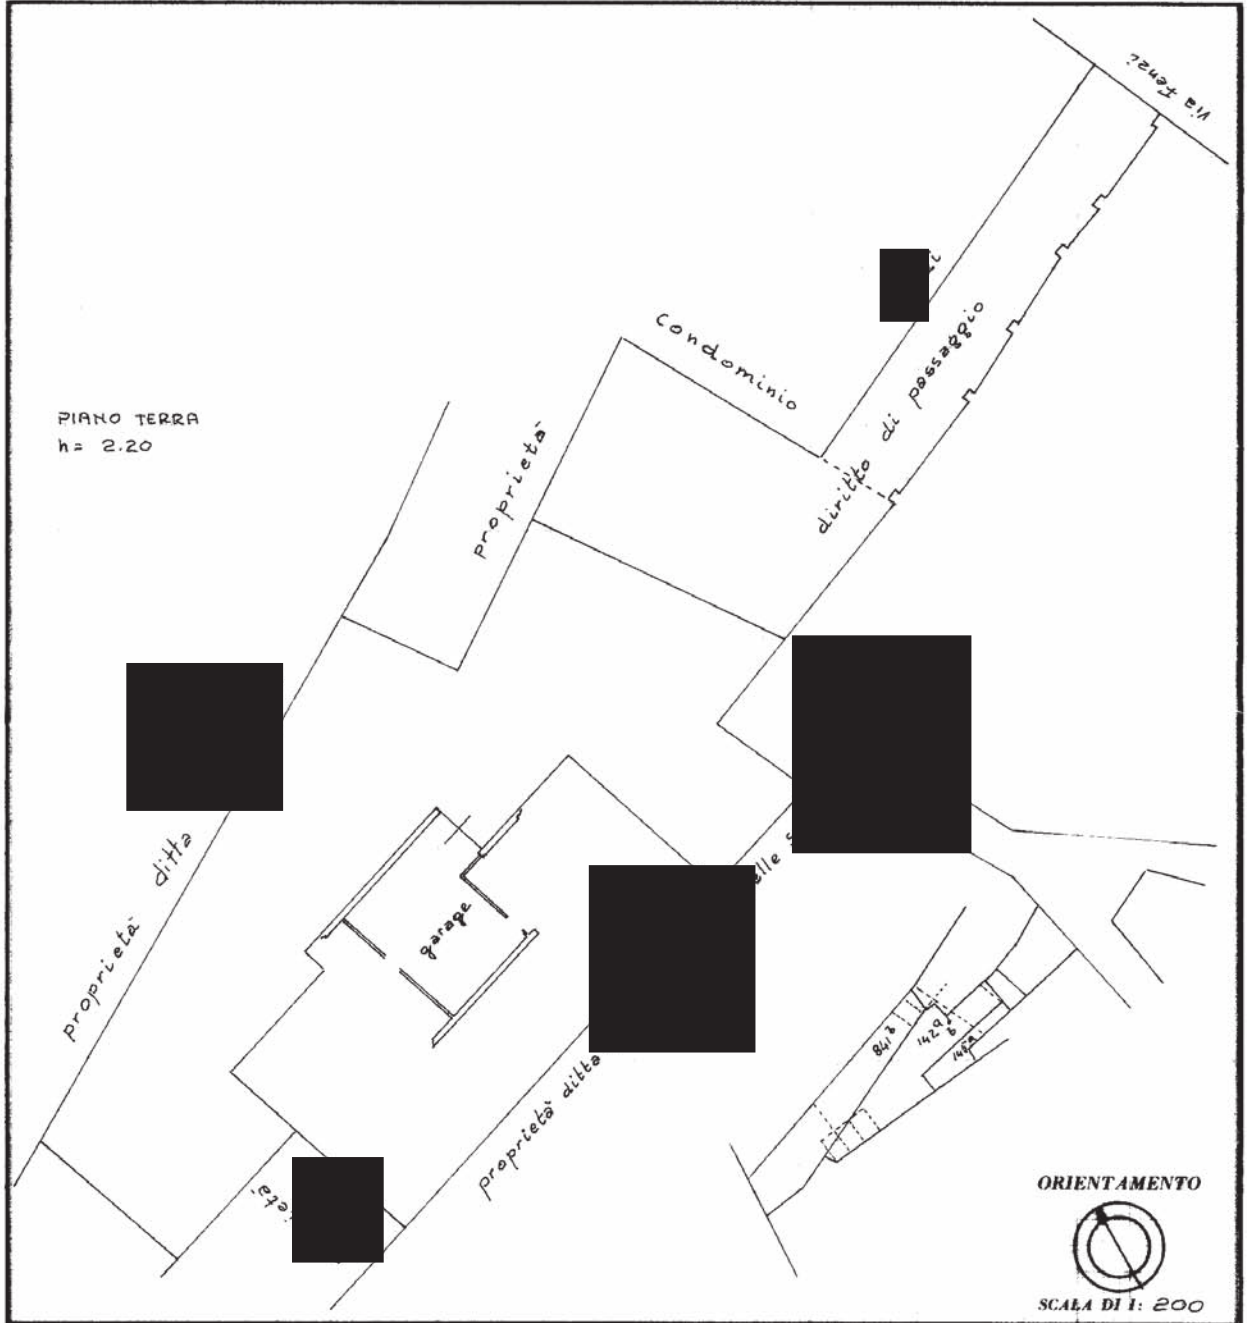 Via Fenzi
Condominio
diritto di passaggio
PIANO TERRA
h= 2.20
proprietà
proprietà ditta
garage
elle s
proprietà ditta
ietà
841 b
142 a
b
ORIENTAMENTO
SCALA DI 1: 200